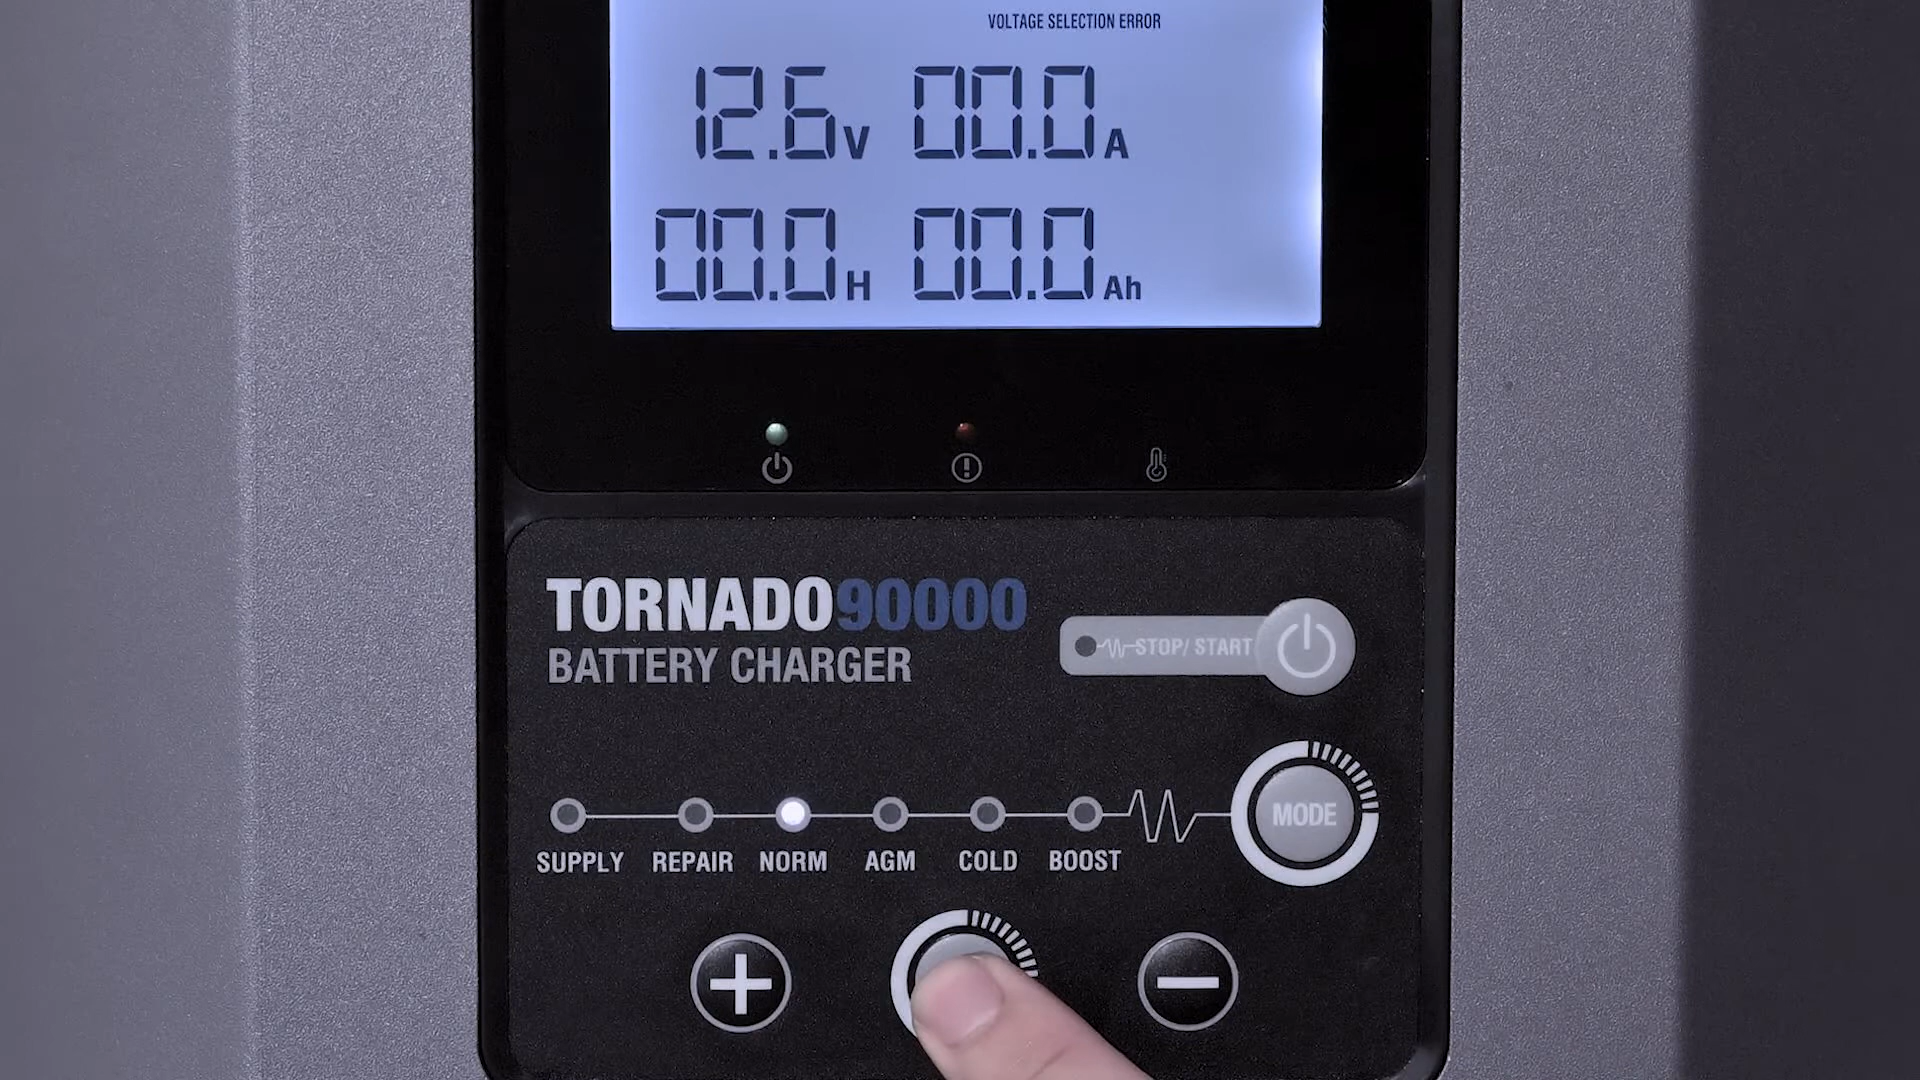 VOLTAGE SELECTION ERROR
12.6V 00.0A
00.0H 00.0Ah
TORNADO90000
BATTERY CHARGER
STOP/ START
MODE
SUPPLY REPAIR NORM AGM COLD BOOST